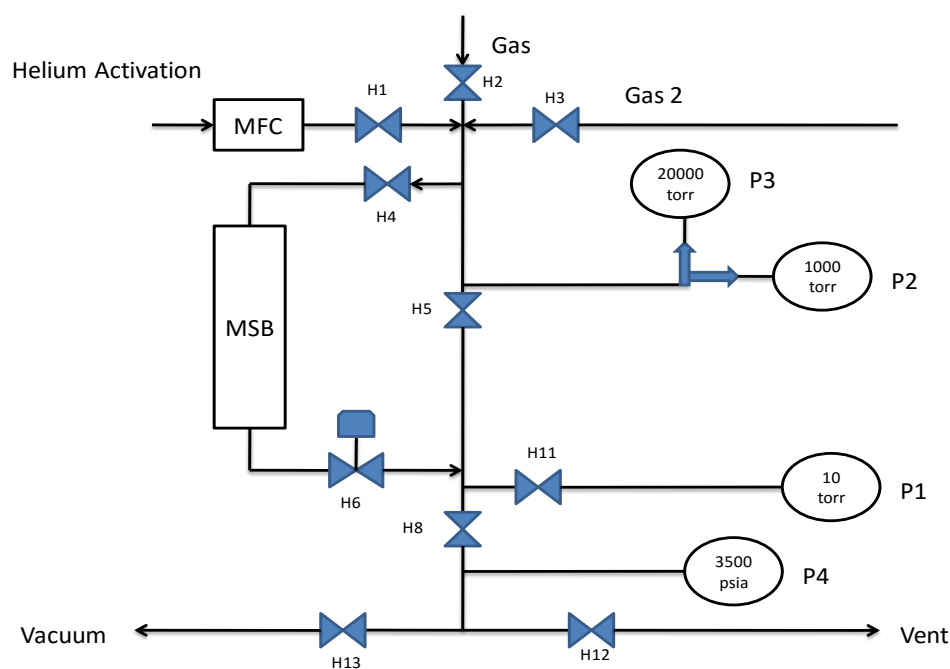 Gas
H2
Helium Activation
H1
H3
Gas 2
MFC
20000
torr
P3
H4
1000
torr
P2
H5
MSB
H11
10
torr
P1
H6
H8
3500
psia
P4
Vacuum
H13
H12
Vent